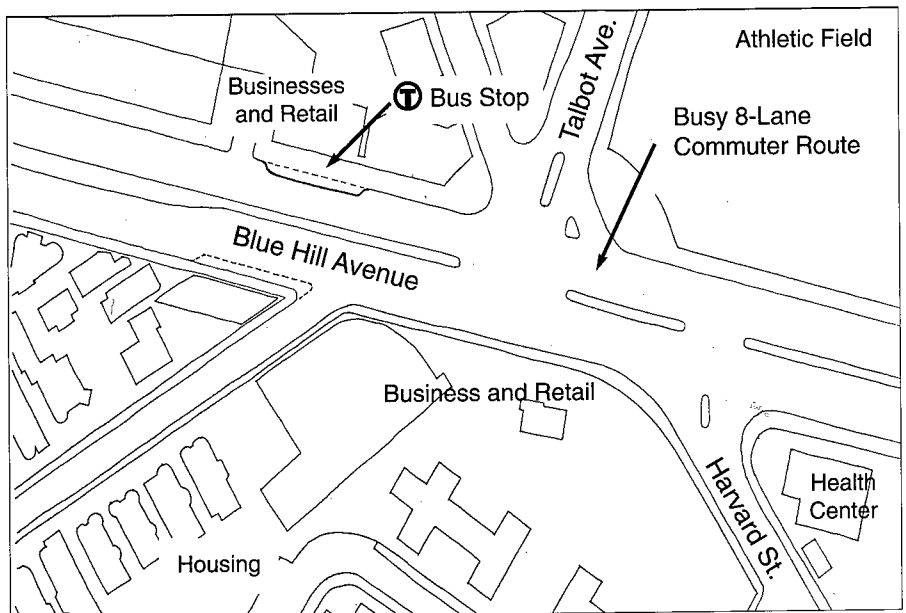 Athletic Field
Talbot Ave.
Businesses
and Retail
T Bus Stop
Busy 8-Lane
Commuter Route
Blue Hill Avenue
Business and Retail
Harvard St.
Health
Center
Housing